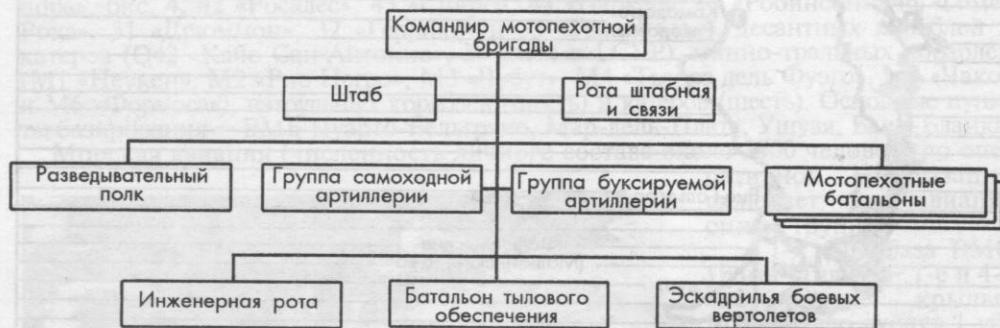 Командир мотопехотной
бригады
Штаб
Рота штабная
и связи
Разведывательный
полк
Группа самоходной
артиллерии
Группа буксируемой
артиллерии
Мотопехотные
батальоны
Инженерная рота
Батальон тылового
обеспечения
Эскадрилья боевых
вертолетов